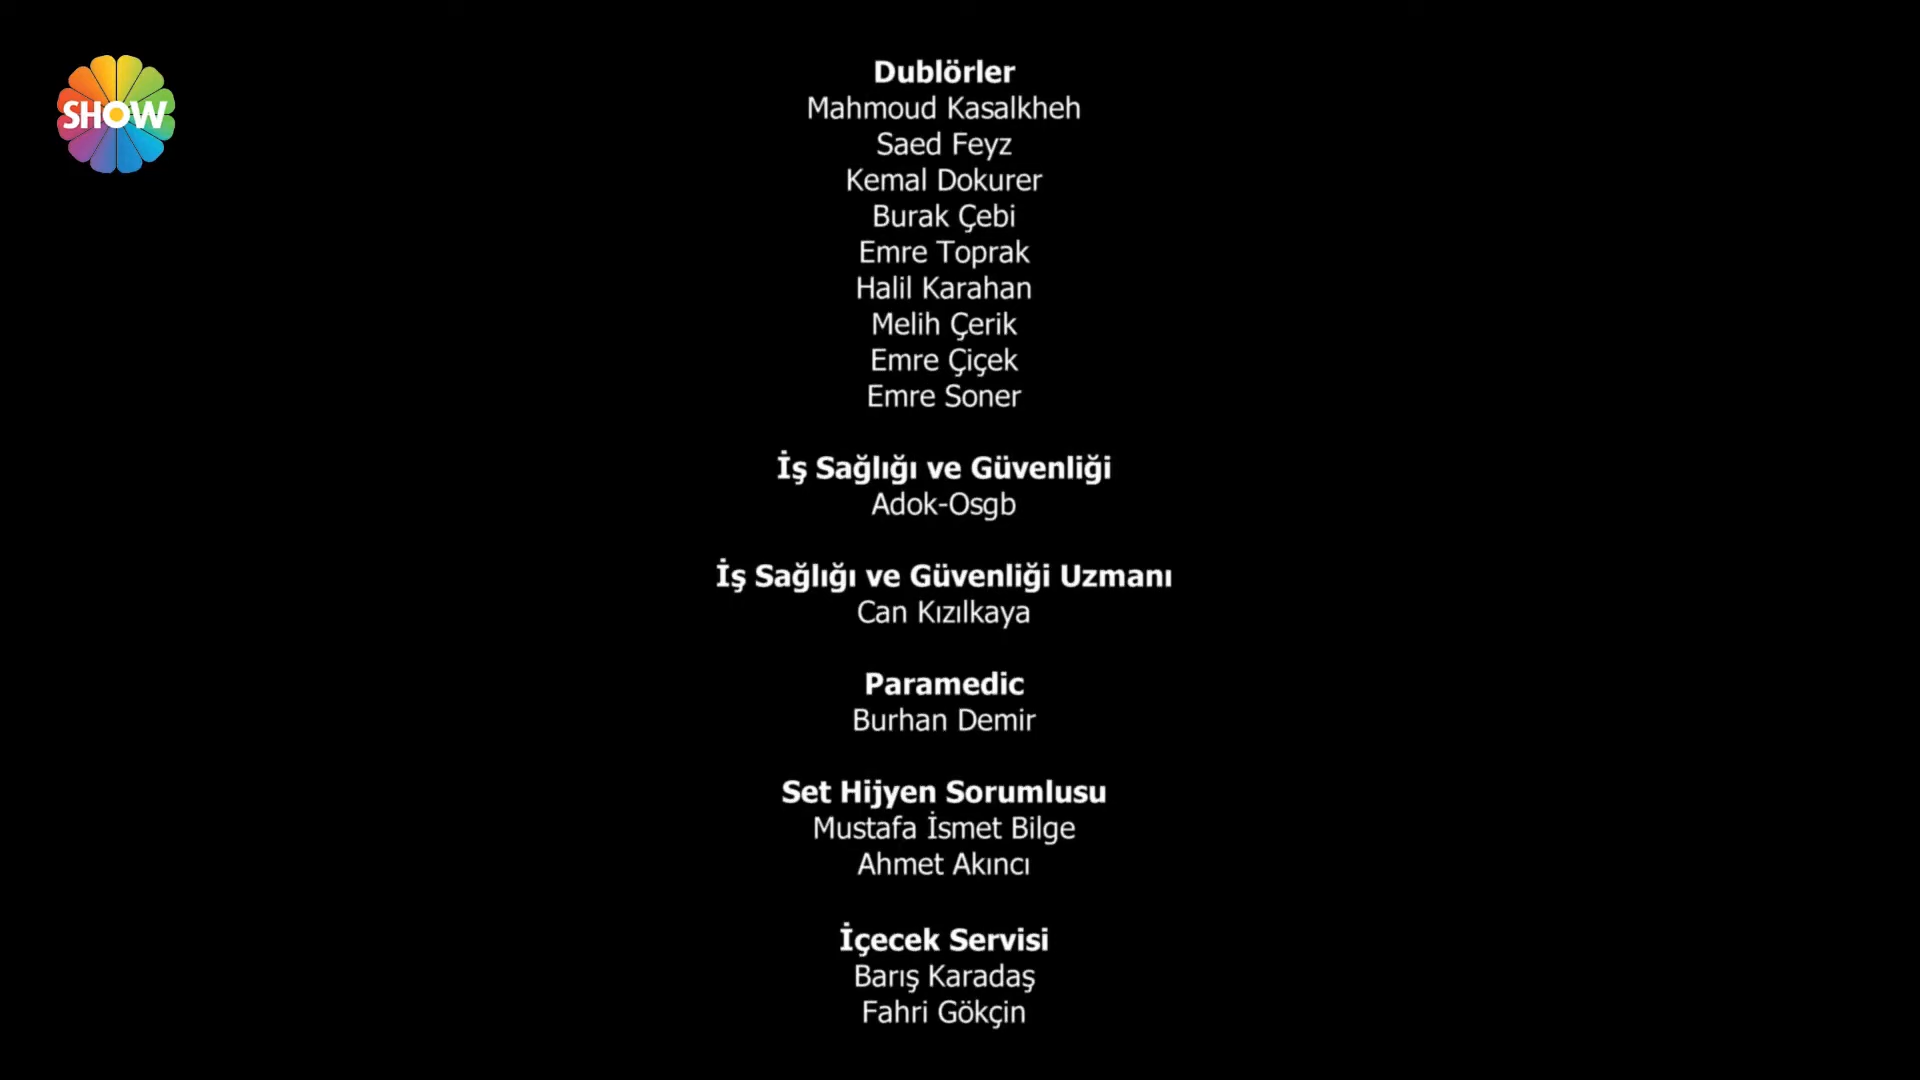 SHOW
Dublörler
Mahmoud Kasalkheh
Saed Feyz
Kemal Dokurer
Burak Çebi
Emre Toprak
Halil Karahan
Melih Çerik
Emre Çiçek
Emre Soner
İş Sağlığı ve Güvenliği
Adok-Osgb
İş Sağlığı ve Güvenliği Uzmanı
Can Kızılkaya
Paramedic
Burhan Demir
Set Hijyen Sorumlusu
Mustafa İsmet Bilge
Ahmet Akıncı
İçecek Servisi
Barış Karadaş
Fahri Gökçin